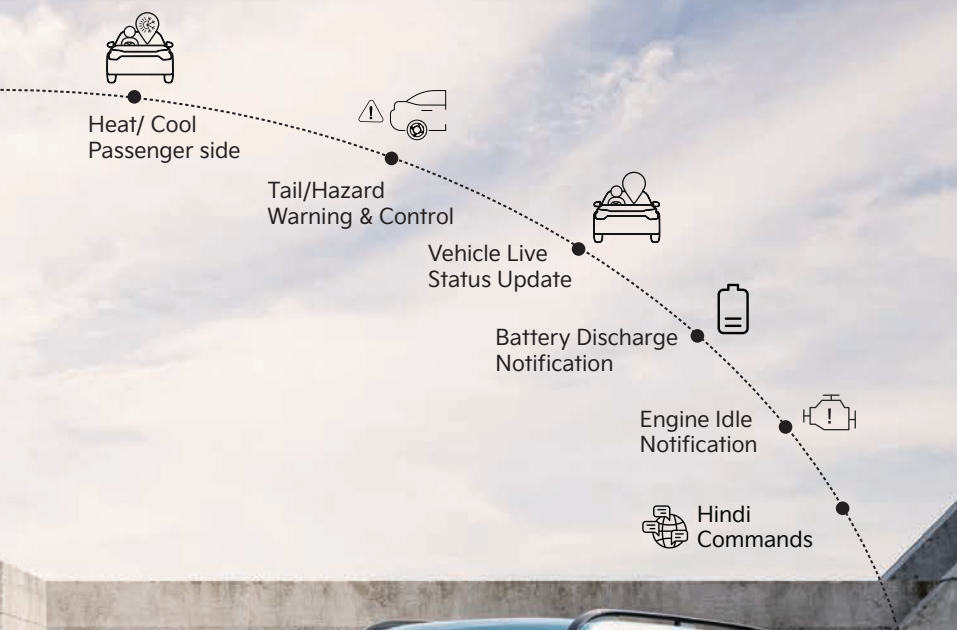 Heat/ Cool
Passenger side
Tail/Hazard
Warning & Control
Vehicle Live
Status Update
Battery Discharge
Notification
Engine Idle
Notification
Hindi
Commands